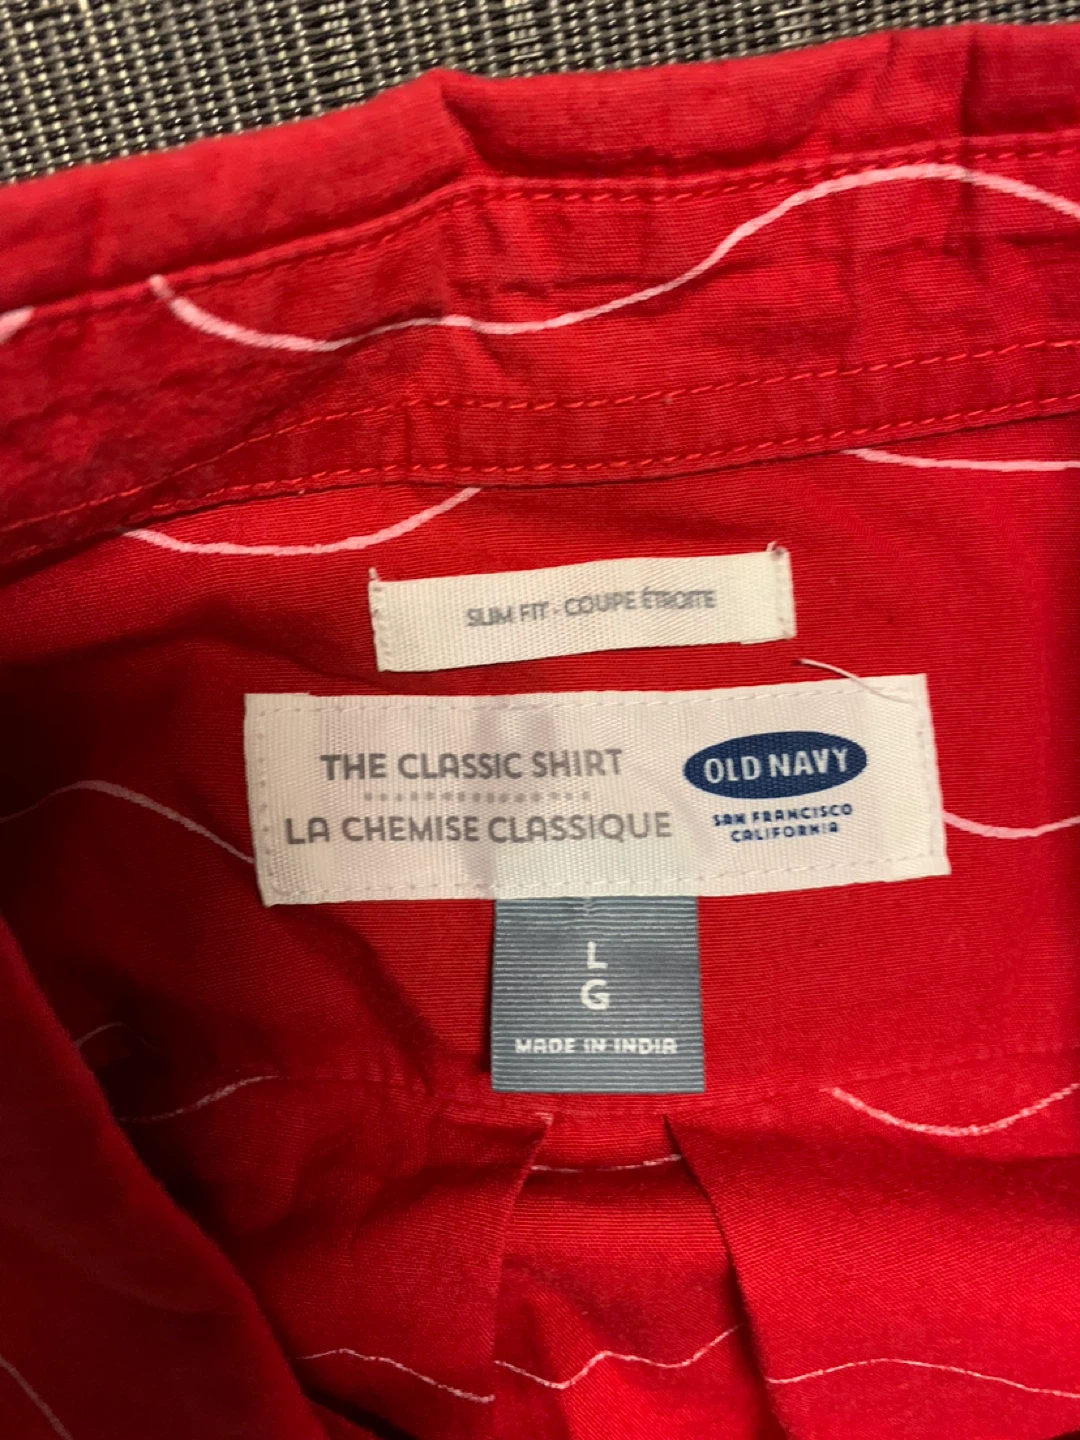 SLIM FIT - COUPE ÉTROITE
THE CLASSIC SHIRT
LA CHEMISE CLASSIQUE
OLD NAVY
SAN FRANCISCO
CALIFORNIA
L
G
MADE IN INDIA